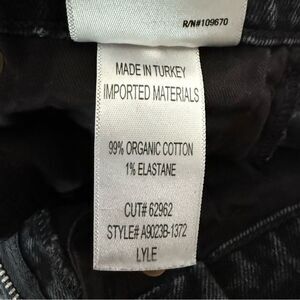 R/N#109670
MADE IN TURKEY
IMPORTED MATERIALS
99% ORGANIC COTTON
1% ELASTANE
CUT# 62962
STYLE# A9023B-1372
LYLE